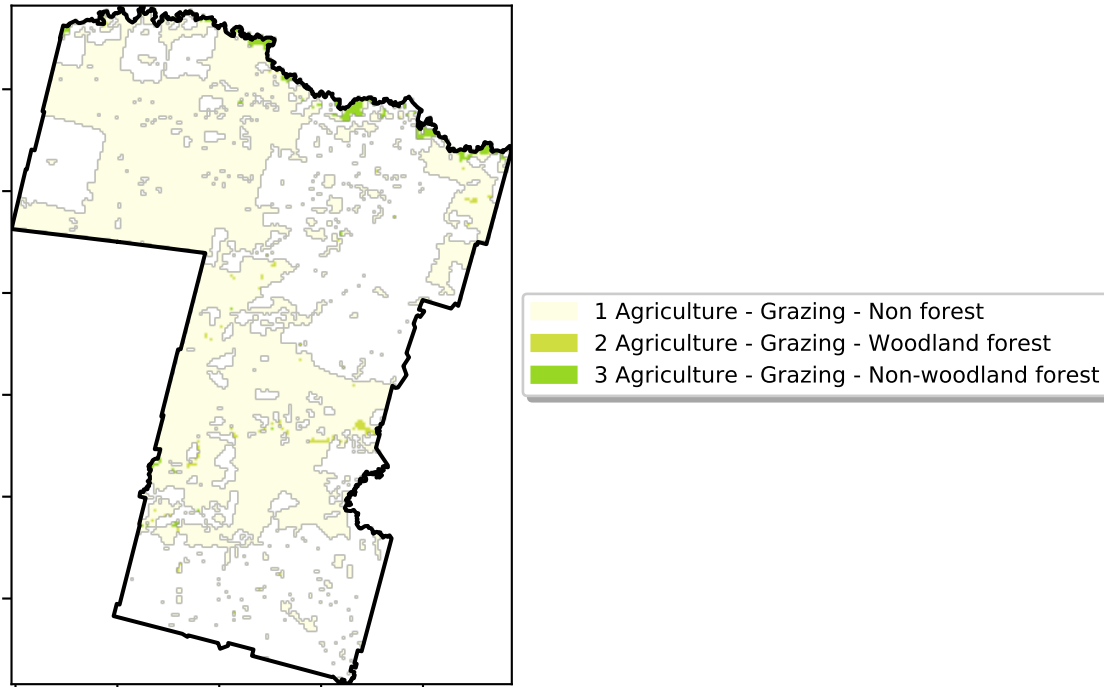 1 Agriculture - Grazing - Non forest
2 Agriculture - Grazing - Woodland forest
3 Agriculture - Grazing - Non-woodland forest